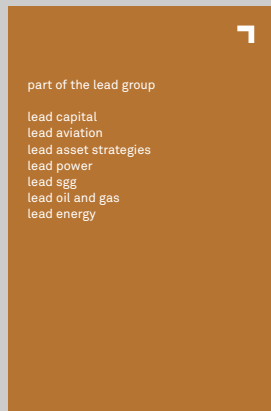 part of the lead group
lead capital
lead aviation
lead asset strategies
lead power
lead sgg
lead oil and gas
lead energy